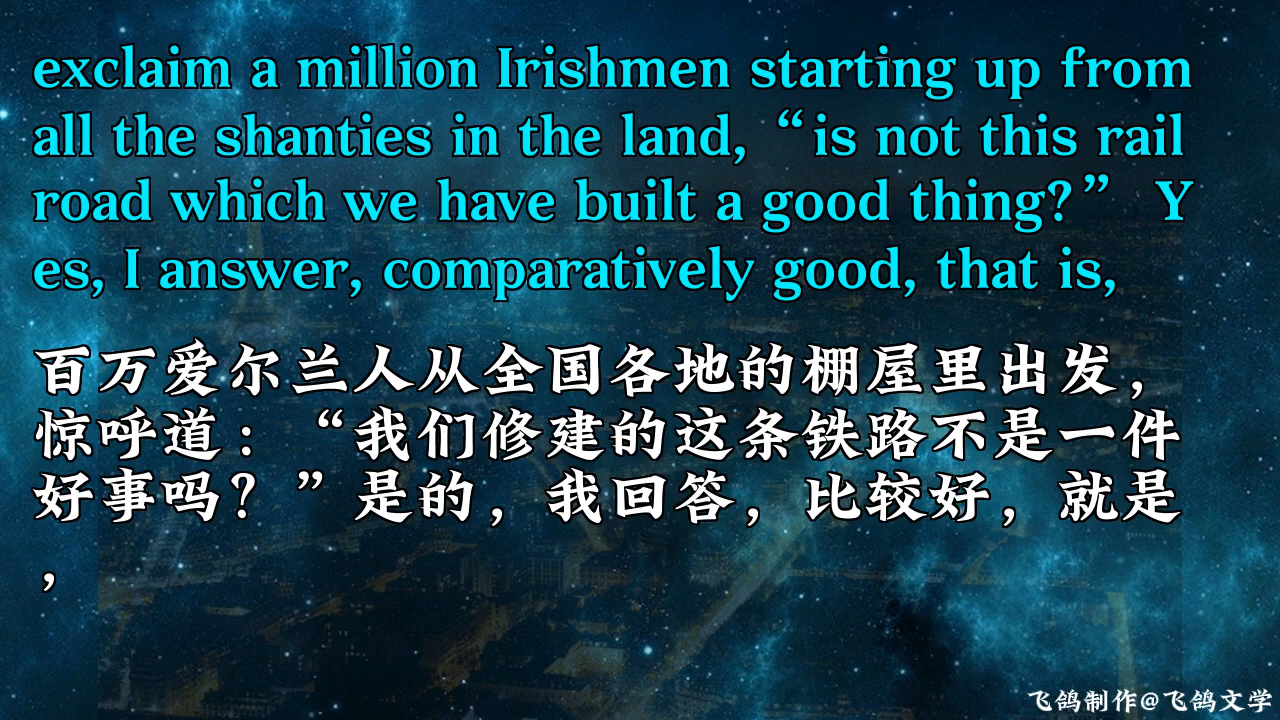 exclaim a million Irishmen starting up from
all the shanties in the land, “is not this rail
road which we have built a good thing?” Y
es, I answer, comparatively good, that is,
百万爱尔兰人从全国各地的棚屋里出发，
惊呼道：“我们修建的这条铁路不是一件
好事吗？”是的，我回答，比较好，就是
，
飞鸽制作@飞鸽文学